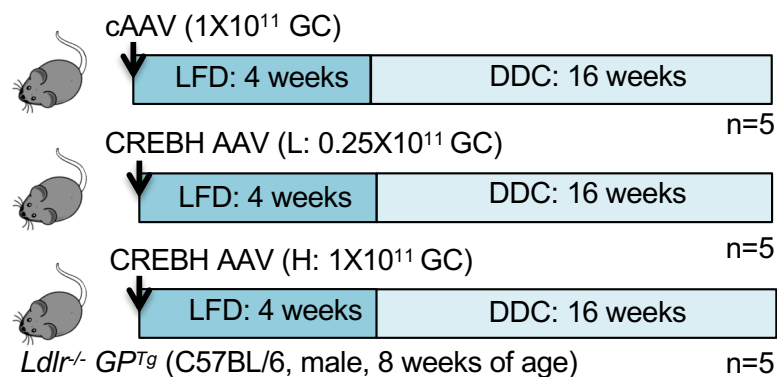 cAAV (1X10¹¹ GC)
LFD: 4 weeks DDC: 16 weeks
n=5
CREBH AAV (L: 0.25X10¹¹ GC)
LFD: 4 weeks DDC: 16 weeks
n=5
CREBH AAV (H: 1X10¹¹ GC)
LFD: 4 weeks DDC: 16 weeks
Ldlr⁻/⁻ GPᵀᵍ (C57BL/6, male, 8 weeks of age) n=5